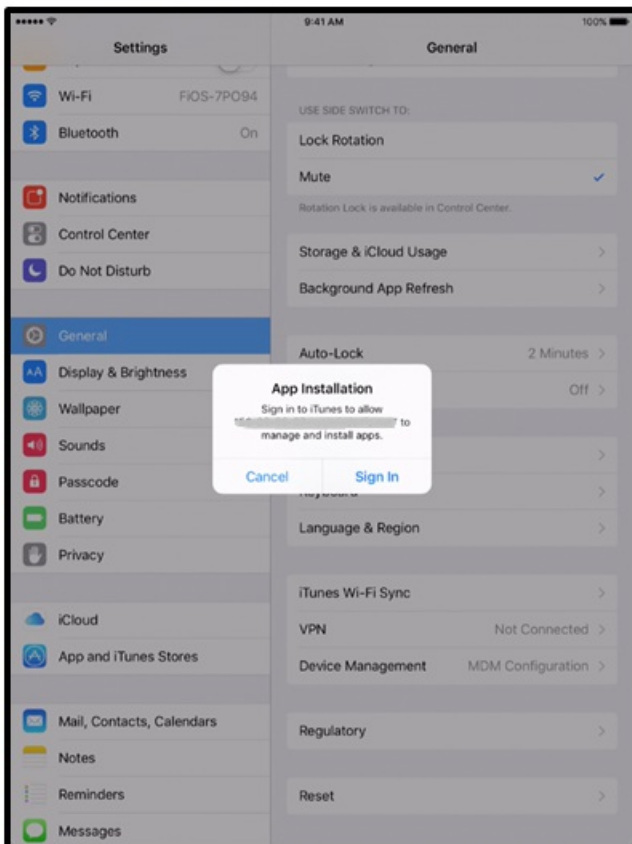 9:41 AM
100%
Settings
General
Wi-Fi
FiOS-7PO94
Bluetooth
On
Notifications
Control Center
Do Not Disturb
General
Display & Brightness
Wallpaper
Sounds
Passcode
Battery
Privacy
iCloud
App and iTunes Stores
Mail, Contacts, Calendars
Notes
Reminders
Messages
USE SIDE SWITCH TO:
Lock Rotation
Mute
Rotation Lock is available in Control Center.
Storage & iCloud Usage
Background App Refresh
Auto-Lock
2 Minutes
Off
App Installation
Sign in to iTunes to allow
to
manage and install apps.
Cancel
Sign In
Keyboard
Language & Region
iTunes Wi-Fi Sync
VPN
Not Connected
Device Management
MDM Configuration
Regulatory
Reset